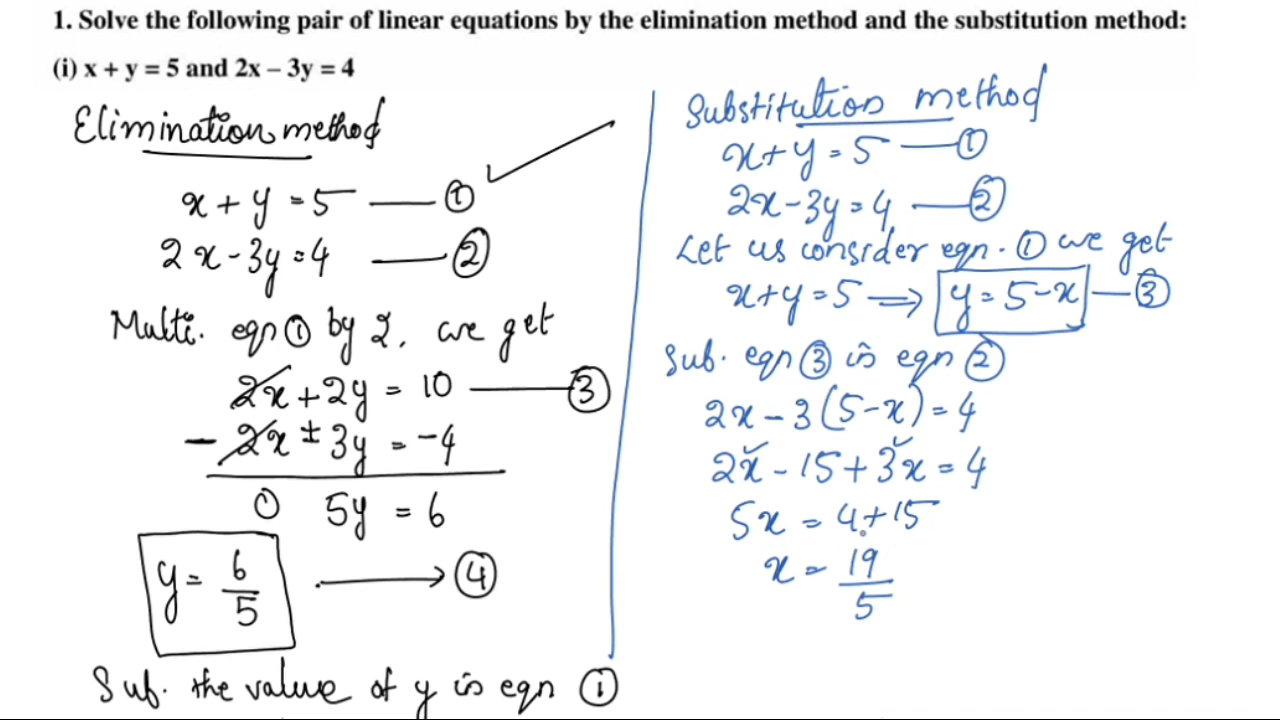 1. Solve the following pair of linear equations by the elimination method and the substitution method:
(i) x + y = 5 and 2x – 3y = 4
Elimination method
x + y = 5 —— ①
2x - 3y = 4 —— ②
Multi. eqn ① by 2, we get
2x + 2y = 10 —— ③
- 2x ± 3y = -4
0 5y = 6
y = 6/5 → ④
Sub. the value of y in eqn ①
Substitution method
x + y = 5 —— ①
2x - 3y = 4 —— ②
Let us consider eqn. ① we get
x + y = 5 ⇒ y = 5 - x — ③
Sub. eqn ③ in eqn ②
2x - 3(5 - x) = 4
2x - 15 + 3x = 4
5x = 4 + 15
x = 19/5